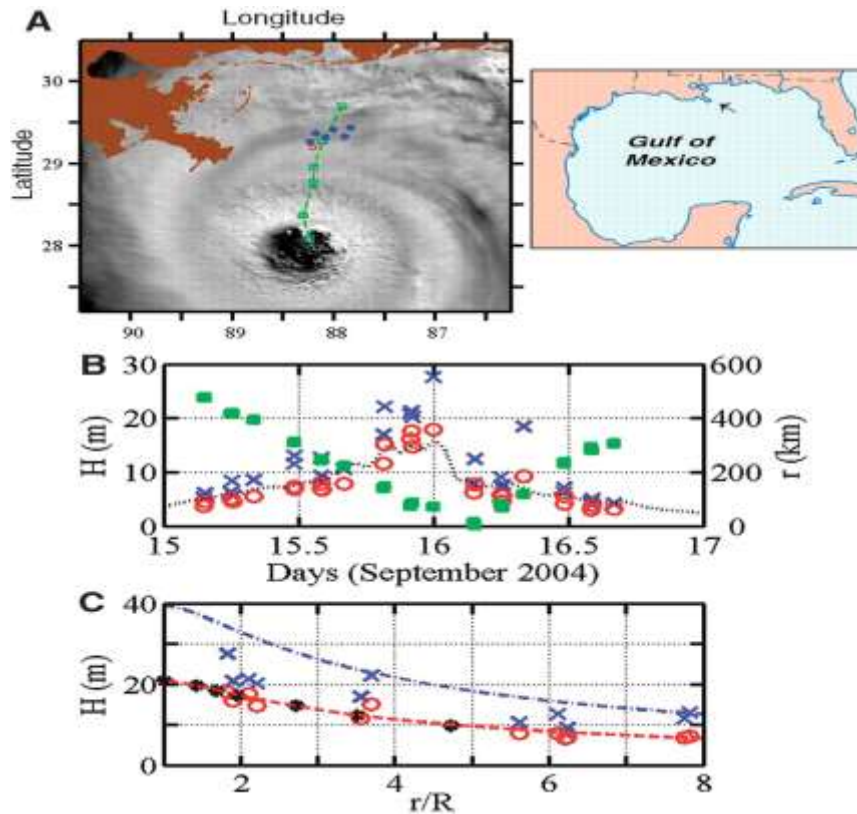 Longitude
A
Latitude
30
29
28
90
89
88
87
Gulf of
Mexico
B
H (m)
30
20
10
0
r (km)
600
400
200
0
15
15.5
16
16.5
17
Days (September 2004)
C
H (m)
40
20
0
2
4
6
8
r/R